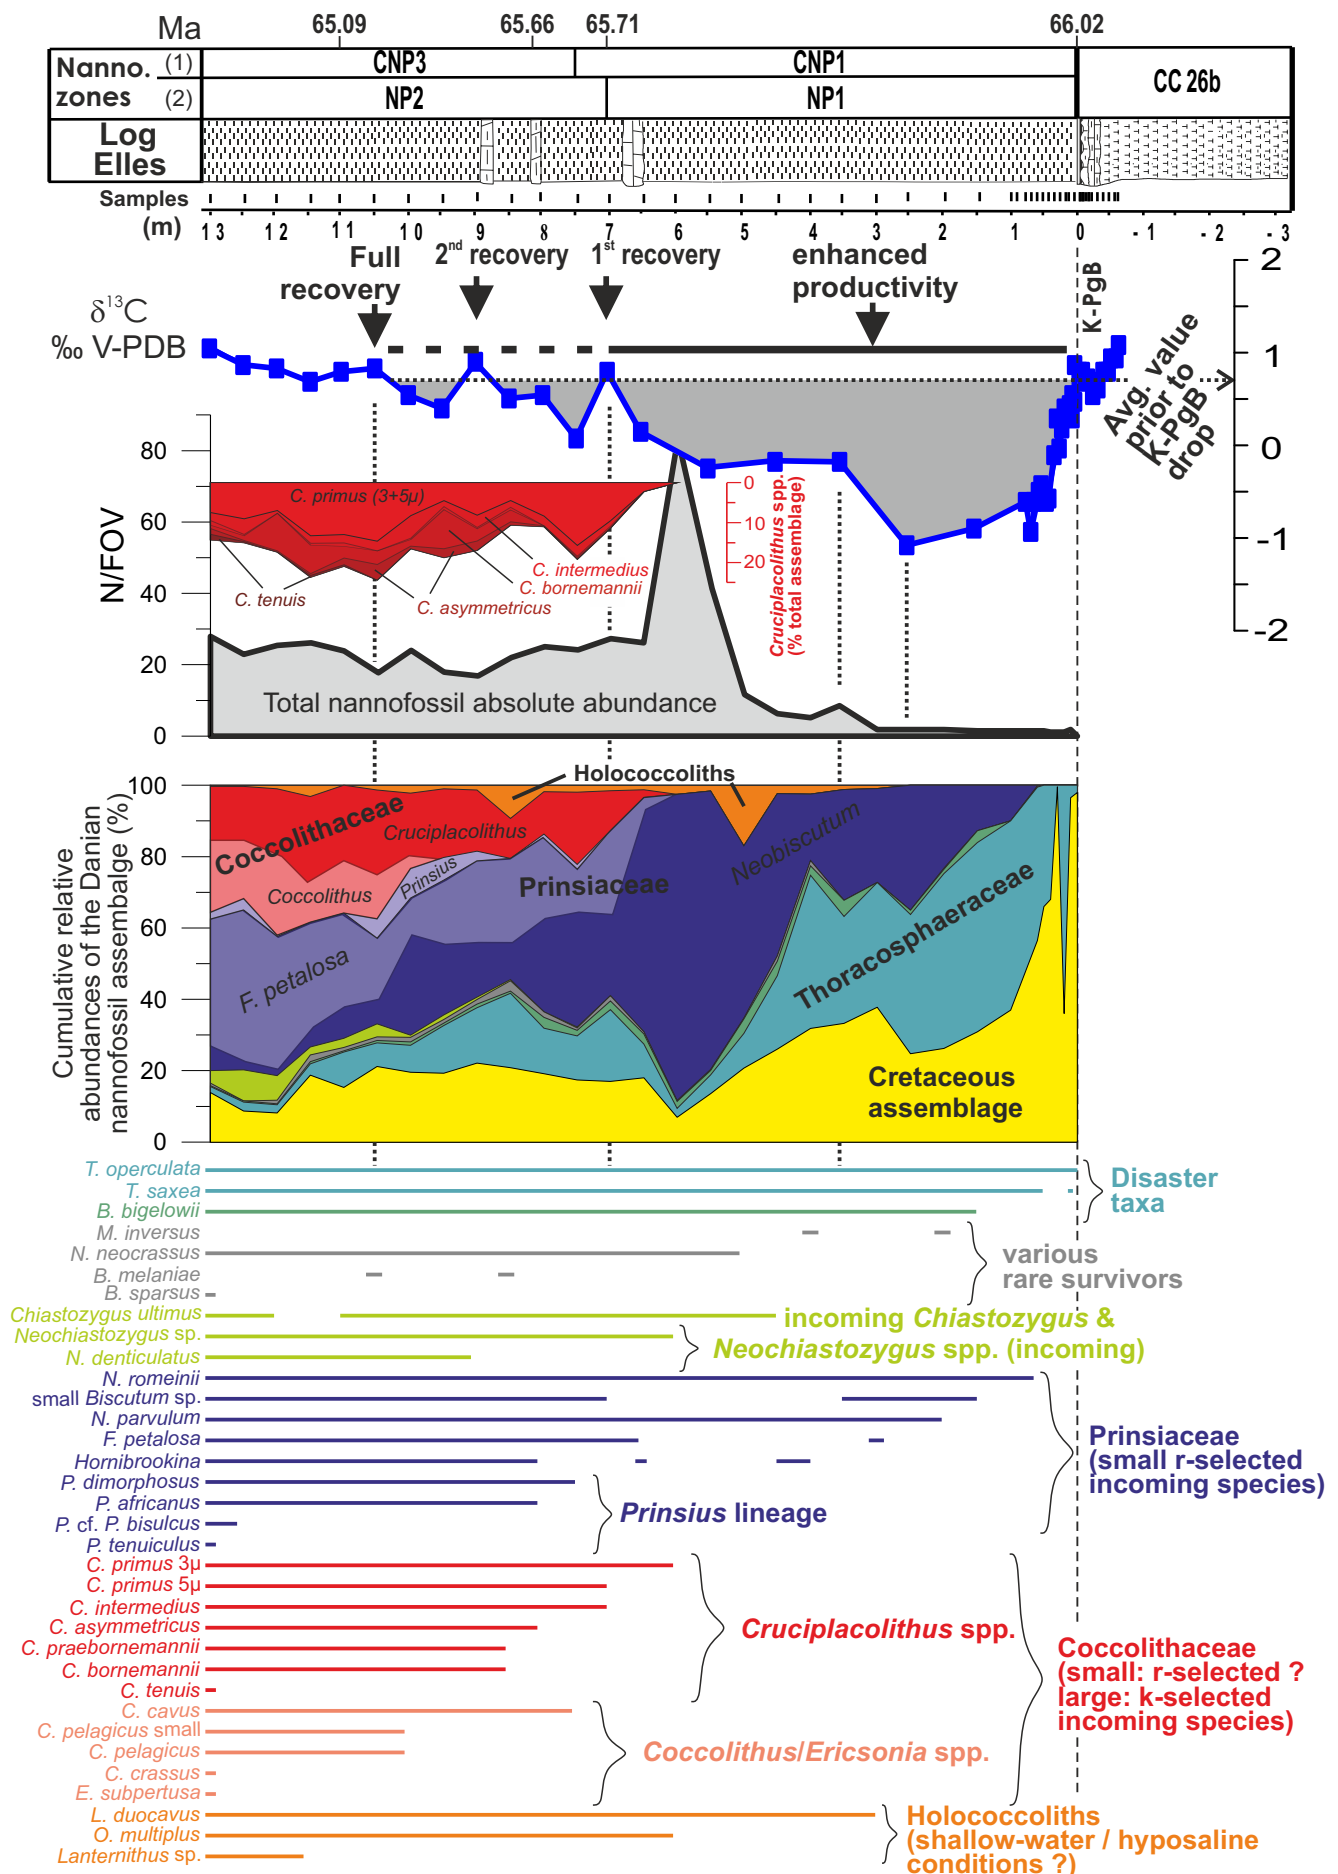 Ma 65.09 65.66 65.71 66.02
Nanno. (1) CNP3 CNP1 CC 26b
zones (2) NP2 NP1
Log
Elles
Samples
(m) 13 12 11 10 9 8 7 6 5 4 3 2 1 0 -1 -2 -3
Full
recovery
2nd recovery
1st recovery
enhanced
productivity
K-PgB
δ13C
‰ V-PDB
2
1
0
-1
-2
Avg. value
prior to
K-PgB
drop
N/FOV
80
60
40
20
0
C. primus (3+5µ)
C. intermedius
C. bornemannii
C. tenuis
C. asymmetricus
0
10
20
Cruciplacolithus spp.
(% total assemblage)
Total nannofossil absolute abundance
Cumulative relative
abundances of the Danian
nannofossil assembalge (%)
100
80
60
40
20
0
Holococcoliths
Coccolithaceae
Cruciplacolithus
Coccolithus
Prinsius
Prinsiaceae
Neobiscutum
F. petalosa
Thoracosphaeraceae
Cretaceous
assemblage
T. operculata
T. saxea
B. bigelowii
Disaster
taxa
M. inversus
N. neocrassus
B. melaniae
B. sparsus
various
rare survivors
Chiastozygus ultimus
Neochiastozygus sp.
N. denticulatus
incoming Chiastozygus &
Neochiastozygus spp. (incoming)
N. romeinii
small Biscutum sp.
N. parvulum
F. petalosa
Hornibrookina
P. dimorphosus
P. africanus
P. cf. P. bisulcus
P. tenuiculus
Prinsius lineage
Prinsiaceae
(small r-selected
incoming species)
C. primus 3µ
C. primus 5µ
C. intermedius
C. asymmetricus
C. praebornemannii
C. bornemannii
C. tenuis
Cruciplacolithus spp.
C. cavus
C. pelagicus small
C. pelagicus
C. crassus
E. subpertusa
Coccolithus/Ericsonia spp.
Coccolithaceae
(small: r-selected ?
large: k-selected
incoming species)
L. duocavus
O. multiplus
Lanternithus sp.
Holococcoliths
(shallow-water / hyposaline
conditions ?)